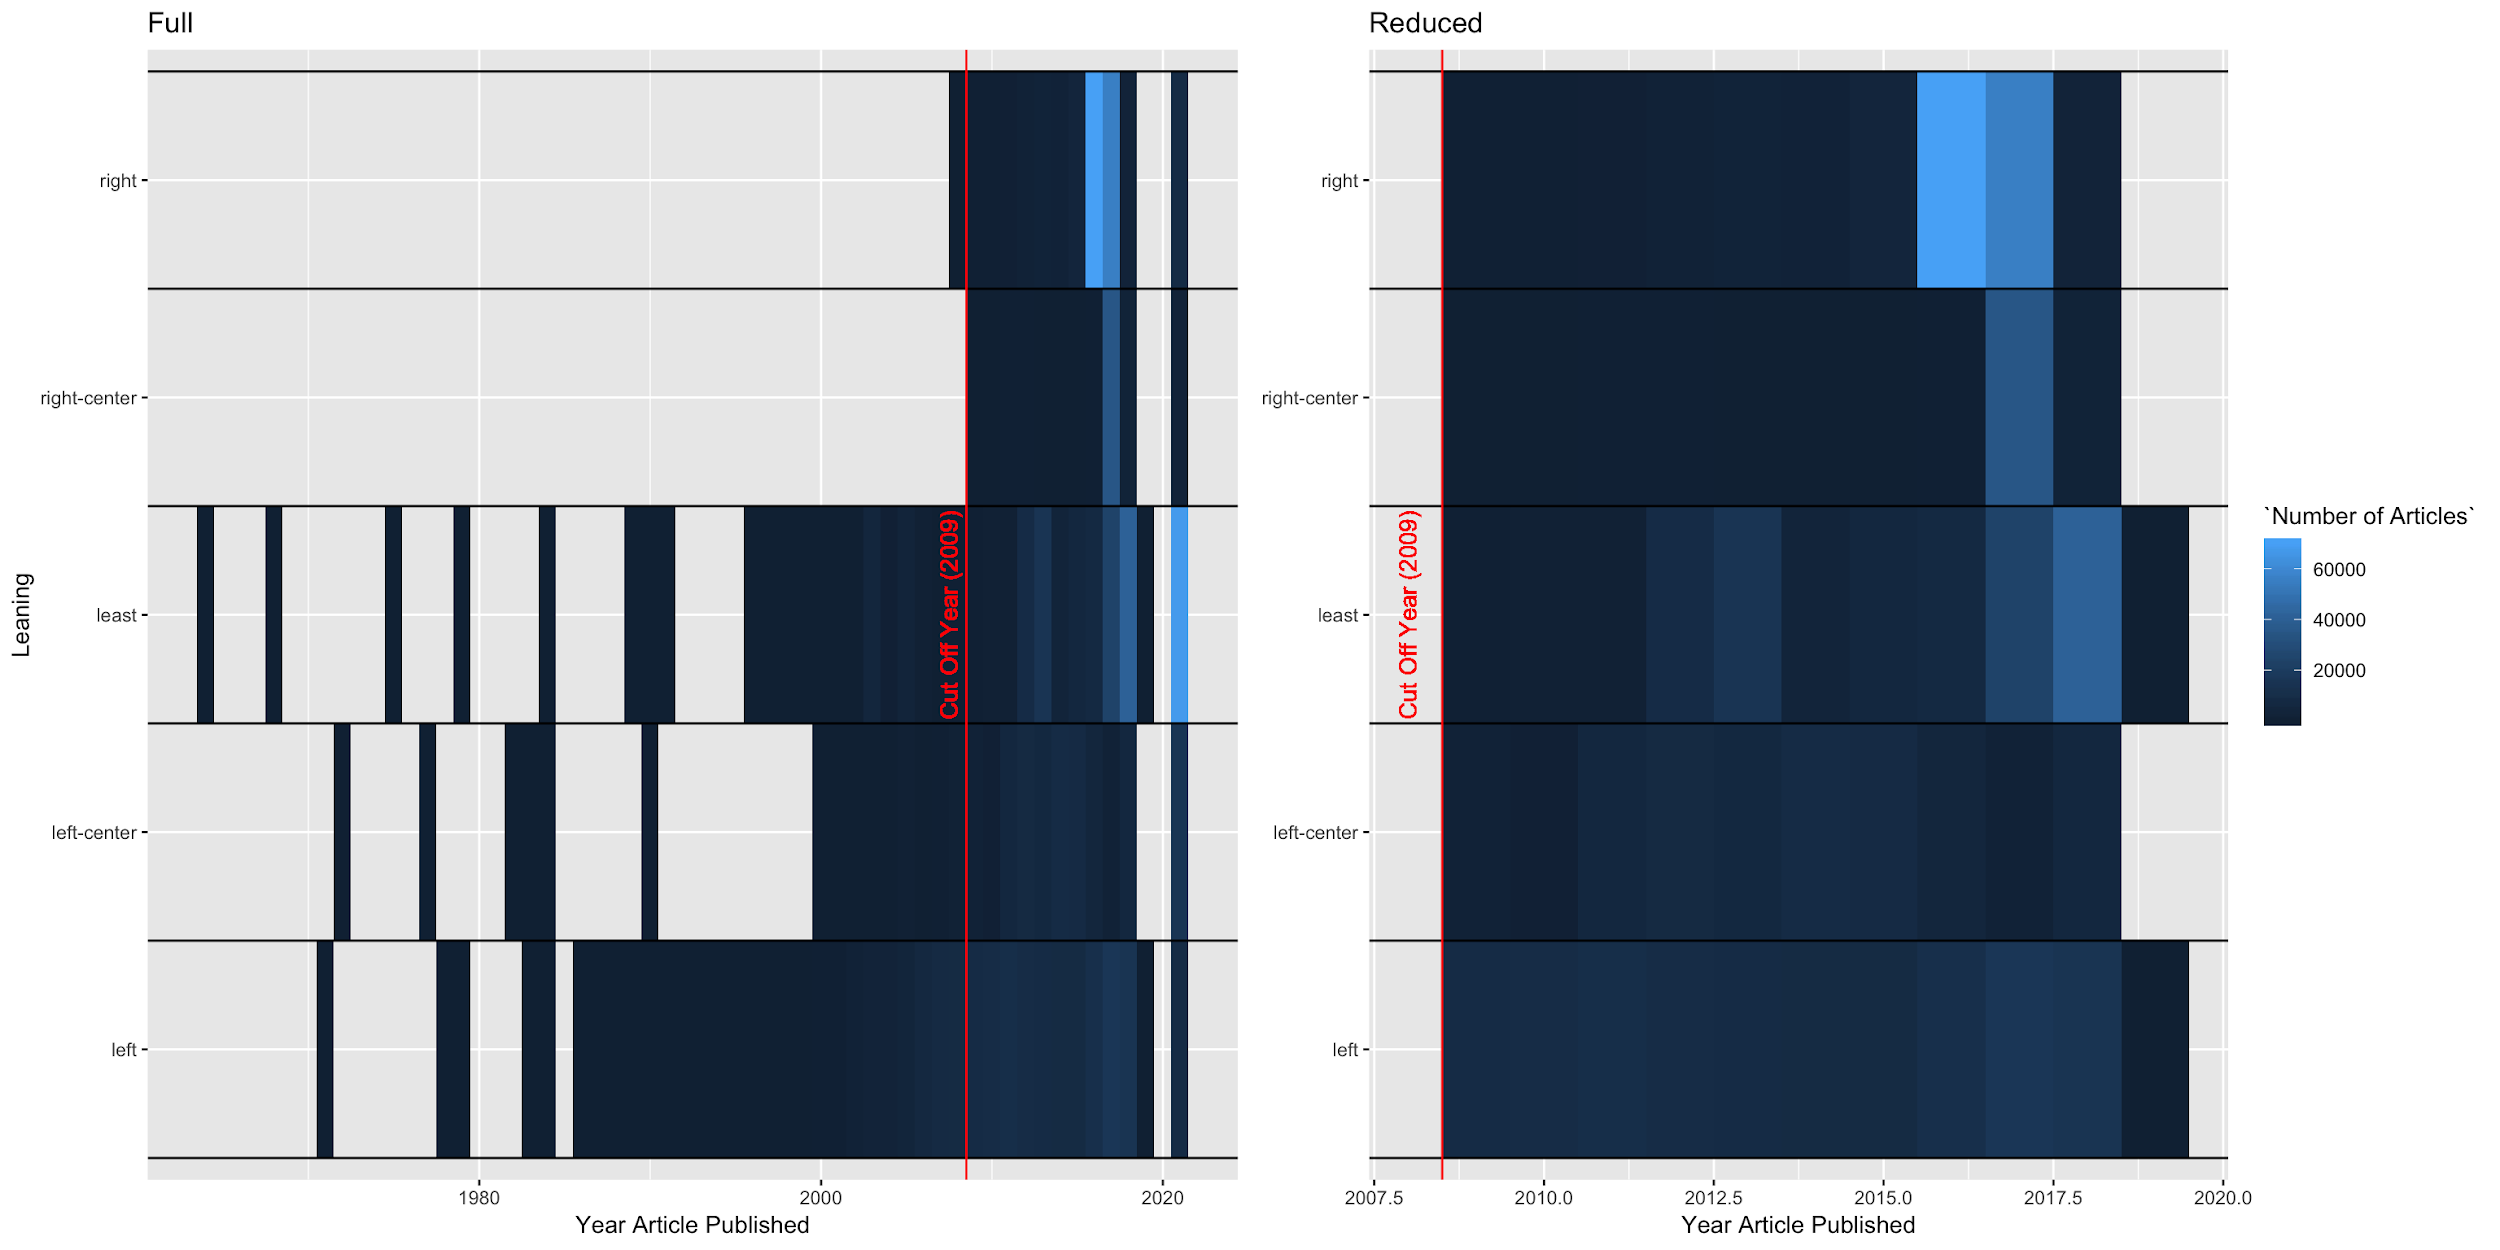 Full
Reduced
Leaning
right
right-center
least
left-center
left
Cut Off Year (2009)
1980
2000
2020
Year Article Published
right
right-center
least
left-center
left
Cut Off Year (2009)
2007.5
2010.0
2012.5
2015.0
2017.5
2020.0
Year Article Published
`Number of Articles`
60000
40000
20000